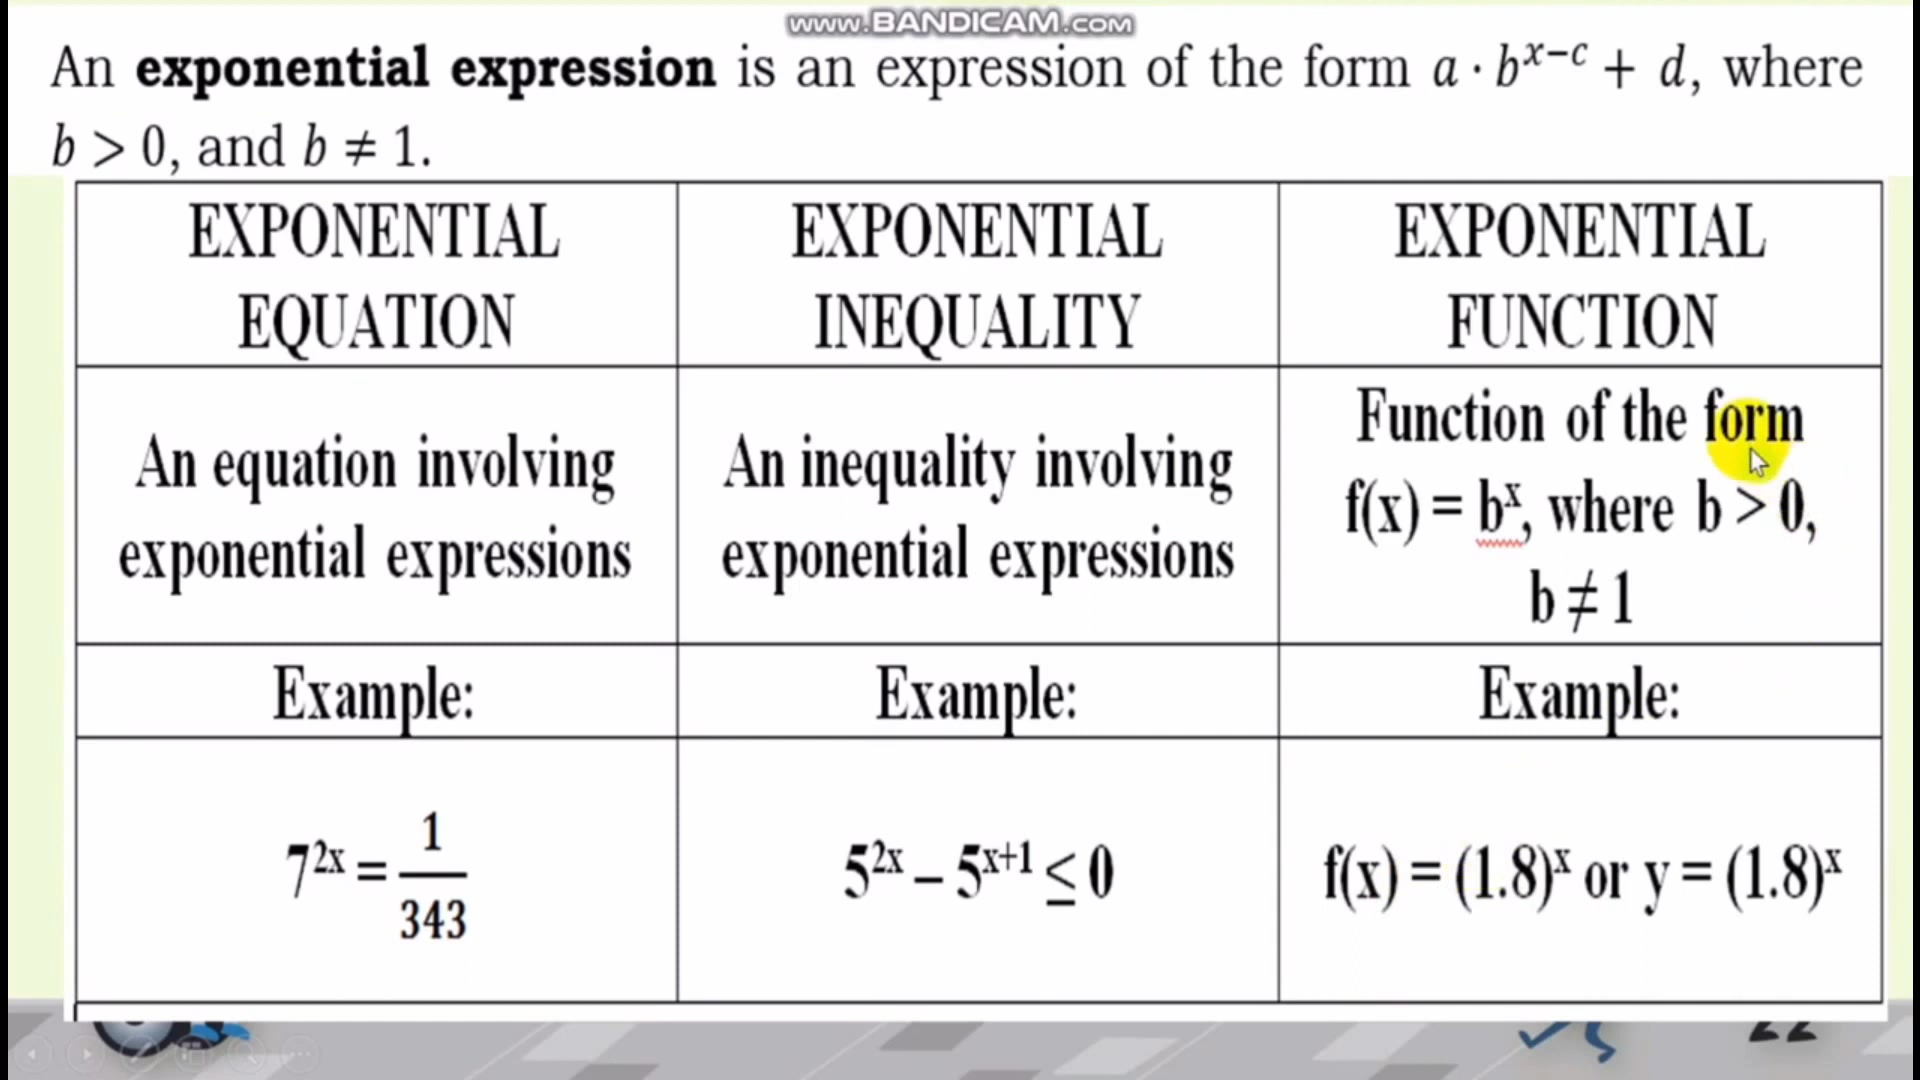 www.BANDICAM.com
An exponential expression is an expression of the form a · b^{x−c} + d, where
b > 0, and b ≠ 1.
EXPONENTIAL
EQUATION
EXPONENTIAL
INEQUALITY
EXPONENTIAL
FUNCTION
An equation involving
exponential expressions
An inequality involving
exponential expressions
Function of the form
f(x) = bˣ, where b > 0,
b ≠ 1
Example:
Example:
Example:
7^{2x} = 1/343
5^{2x} – 5^{x+1} ≤ 0
f(x) = (1.8)ˣ or y = (1.8)ˣ